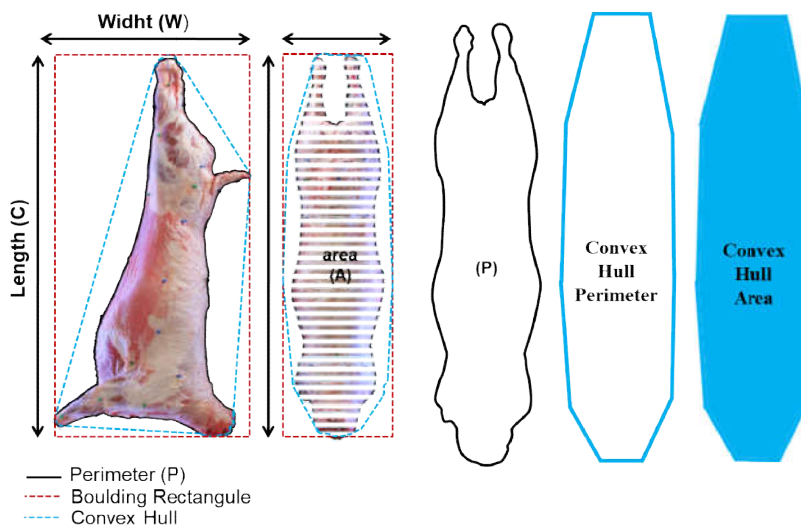 Widht (W)
Length (C)
area
(A)
(P)
Convex
Hull
Perimeter
Convex
Hull
Area
Perimeter (P)
Boulding Rectangule
Convex Hull